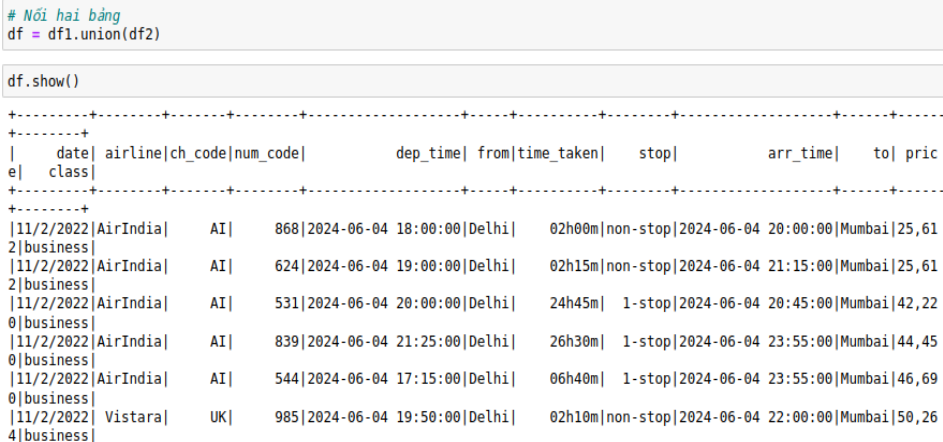 # Nối hai bảng
df = df1.union(df2)
df.show()
+---------+--------+-------+--------+-------------------+-----+----------+--------+-------------------+------+-----
+--------+
|     date| airline|ch_code|num_code|           dep_time| from|time_taken|    stop|           arr_time|    to| pric
e|   class|
+---------+--------+-------+--------+-------------------+-----+----------+--------+-------------------+------+-----
+--------+
|11/2/2022|AirIndia|     AI|     868|2024-06-04 18:00:00|Delhi|    02h00m|non-stop|2024-06-04 20:00:00|Mumbai|25,61
2|business|
|11/2/2022|AirIndia|     AI|     624|2024-06-04 19:00:00|Delhi|    02h15m|non-stop|2024-06-04 21:15:00|Mumbai|25,61
2|business|
|11/2/2022|AirIndia|     AI|     531|2024-06-04 20:00:00|Delhi|    24h45m|  1-stop|2024-06-04 20:45:00|Mumbai|42,22
0|business|
|11/2/2022|AirIndia|     AI|     839|2024-06-04 21:25:00|Delhi|    26h30m|  1-stop|2024-06-04 23:55:00|Mumbai|44,45
0|business|
|11/2/2022|AirIndia|     AI|     544|2024-06-04 17:15:00|Delhi|    06h40m|  1-stop|2024-06-04 23:55:00|Mumbai|46,69
0|business|
|11/2/2022| Vistara|     UK|     985|2024-06-04 19:50:00|Delhi|    02h10m|non-stop|2024-06-04 22:00:00|Mumbai|50,26
4|business|